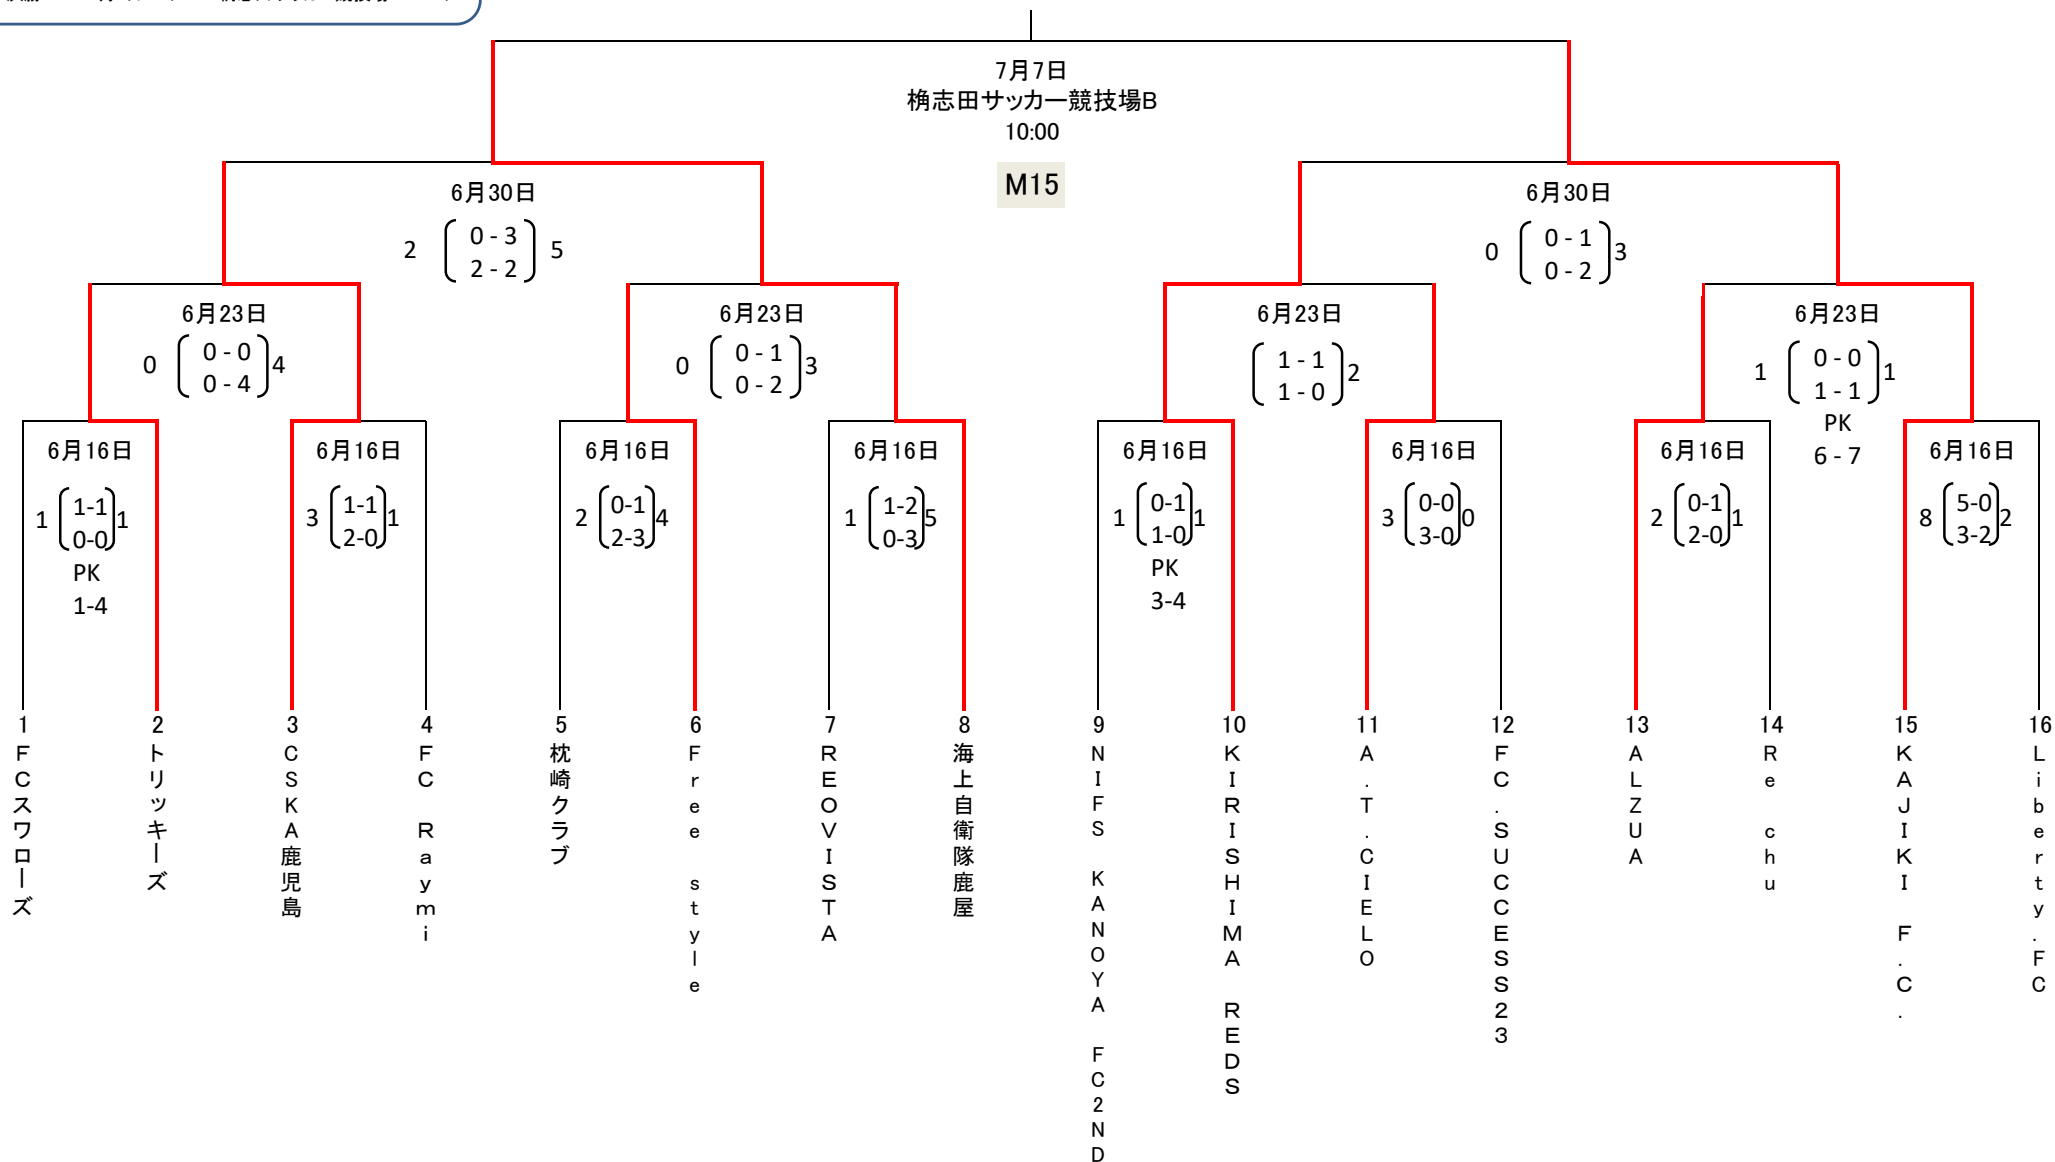 7月7日
桷志田サッカー競技場B
10:00
M15
6月30日
2 0-3 5
2-2
6月30日
0 0-1 3
0-2
6月23日
0 0-0 4
0-4
6月23日
0 0-1 3
0-2
6月23日
1-1 2
1-0
6月23日
1 0-0 1
1-1
PK
6-7
6月16日
1 1-1 1
0-0
PK
1-4
6月16日
3 1-1 1
2-0
6月16日
2 0-1 4
2-3
6月16日
1 1-2 5
0-3
6月16日
1 0-1 1
1-0
PK
3-4
6月16日
3 0-0 0
3-0
6月16日
2 0-1 1
2-0
6月16日
8 5-0 2
3-2
1
FCスワローズ
2
トリッキーズ
3
CSKA鹿児島
4
FC Raymi
5
枕崎クラブ
6
Free style
7
REOVISTA
8
海上自衛隊鹿屋
9
NIFS KANOYA FC2ND
10
KIRISHIMA REDS
11
A.T.CIELO
12
FC.SUCCESS23
13
ALZUA
14
Re chu
15
KAJIKI F.C.
16
Liberty.FC